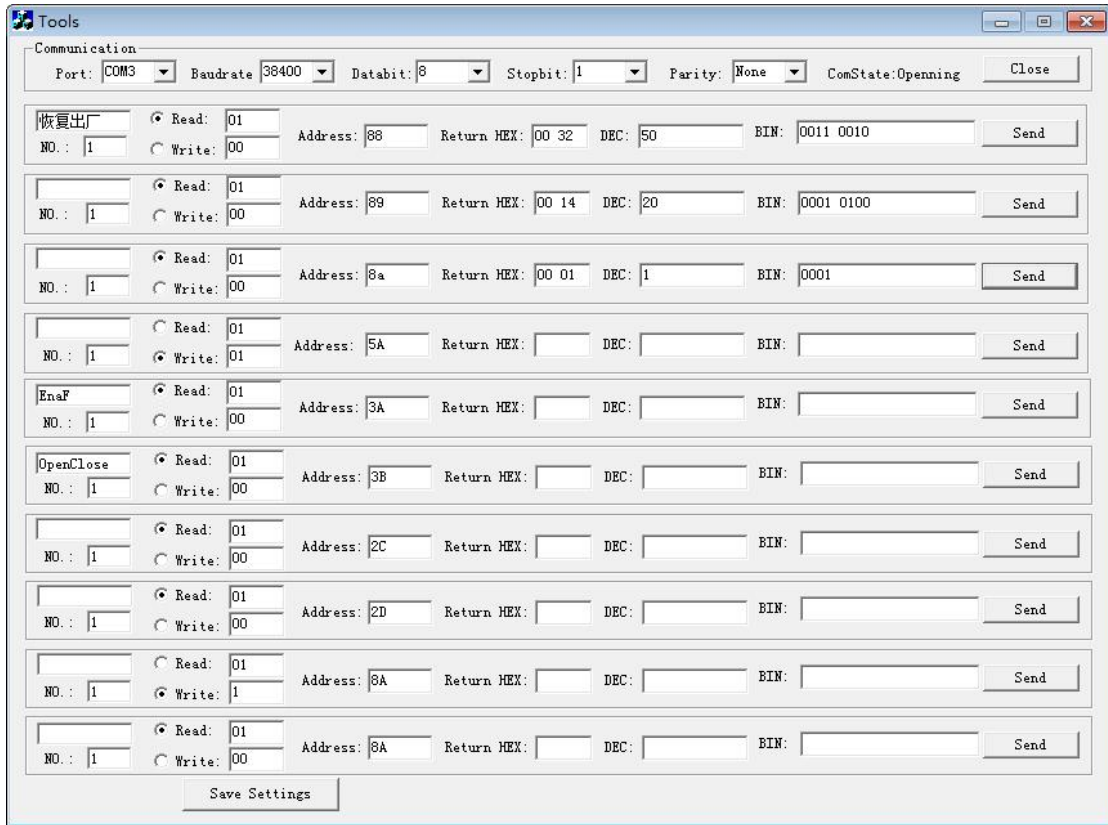 Tools
Communication
Port: COM3 Baudrate 38400 Databit: 8 Stopbit: 1 Parity: None ComState:Openning Close
恢复出厂 Read: 01
NO.: 1 Write: 00 Address: 88 Return HEX: 00 32 DEC: 50 BIN: 0011 0010 Send
Read: 01
NO.: 1 Write: 00 Address: 89 Return HEX: 00 14 DEC: 20 BIN: 0001 0100 Send
Read: 01
NO.: 1 Write: 00 Address: 8a Return HEX: 00 01 DEC: 1 BIN: 0001 Send
Read: 01
NO.: 1 Write: 01 Address: 5A Return HEX: DEC: BIN: Send
EnaF Read: 01
NO.: 1 Write: 00 Address: 3A Return HEX: DEC: BIN: Send
OpenClose Read: 01
NO.: 1 Write: 00 Address: 3B Return HEX: DEC: BIN: Send
Read: 01
NO.: 1 Write: 00 Address: 2C Return HEX: DEC: BIN: Send
Read: 01
NO.: 1 Write: 00 Address: 2D Return HEX: DEC: BIN: Send
Read: 01
NO.: 1 Write: 1 Address: 8A Return HEX: DEC: BIN: Send
Read: 01
NO.: 1 Write: 00 Address: 8A Return HEX: DEC: BIN: Send
Save Settings